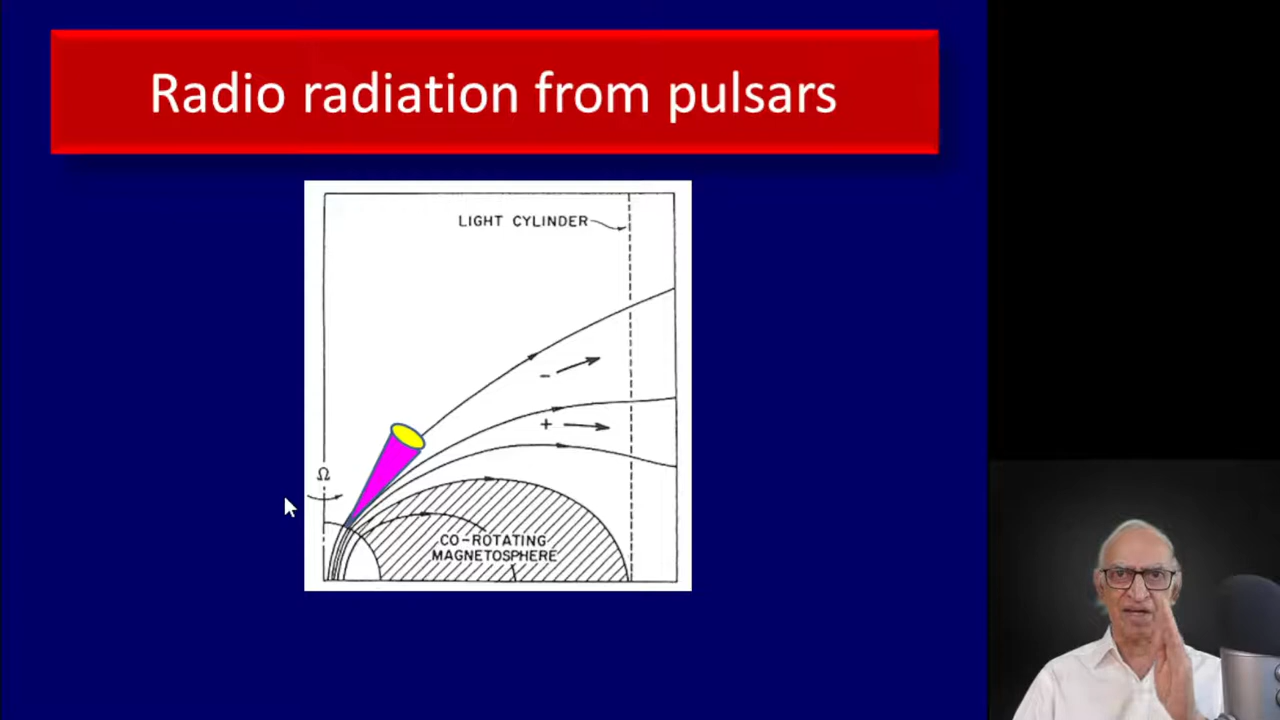 Radio radiation from pulsars
LIGHT CYLINDER
-
+
Ω
CO-ROTATING
MAGNETOSPHERE